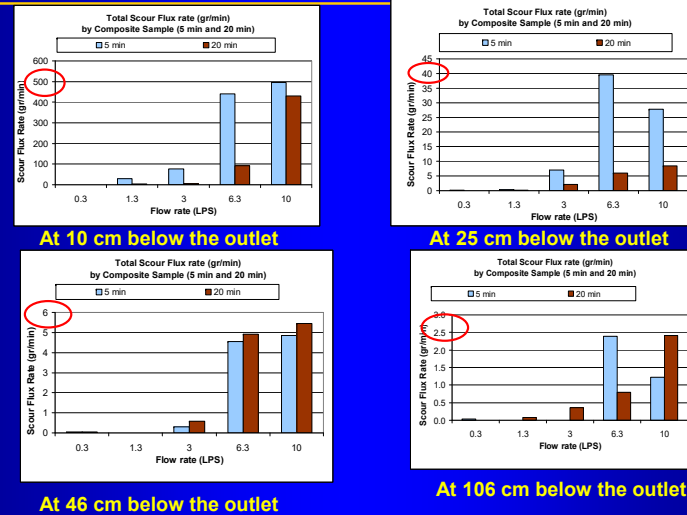 Total Scour Flux rate (gr/min)
by Composite Sample (5 min and 20 min)
5 min 20 min
600
500
400
300
200
100
0
Scour Flux Rate (gr/min)
0.3 1.3 3 6.3 10
Flow rate (LPS)
At 10 cm below the outlet
Total Scour Flux rate (gr/min)
by Composite Sample (5 min and 20 min)
5 min 20 min
45
40
35
30
25
20
15
10
5
0
Scour Flux Rate (gr/min)
0.3 1.3 3 6.3 10
Flow rate (LPS)
At 25 cm below the outlet
Total Scour Flux rate (gr/min)
by Composite Sample (5 min and 20 min)
5 min 20 min
6
5
4
3
2
1
0
Scour Flux Rate (gr/min)
0.3 1.3 3 6.3 10
Flow rate (LPS)
At 46 cm below the outlet
Total Scour Flux rate (gr/min)
by Composite Sample (5 min and 20 min)
5 min 20 min
3.0
2.5
2.0
1.5
1.0
0.5
0.0
Scour Flux Rate (gr/min)
0.3 1.3 3 6.3 10
Flow rate (LPS)
At 106 cm below the outlet